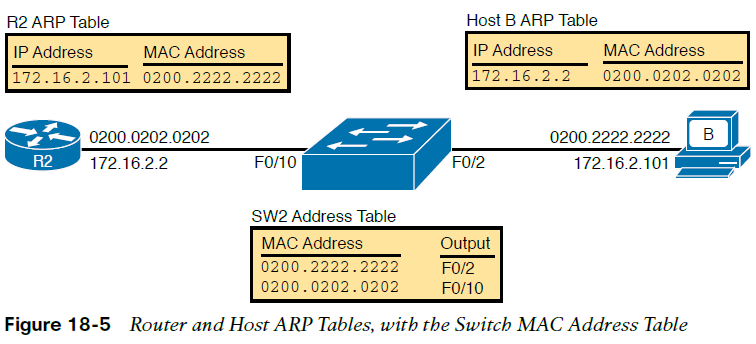 R2 ARP Table
IP Address MAC Address
172.16.2.101 0200.2222.2222
Host B ARP Table
IP Address MAC Address
172.16.2.2 0200.0202.0202
R2
0200.0202.0202
172.16.2.2
F0/10
F0/2
0200.2222.2222
172.16.2.101
B
SW2 Address Table
MAC Address Output
0200.2222.2222 F0/2
0200.0202.0202 F0/10
Figure 18-5 Router and Host ARP Tables, with the Switch MAC Address Table